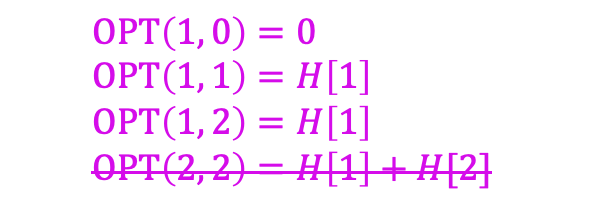 OPT(1, 0) = 0
OPT(1, 1) = H[1]
OPT(1, 2) = H[1]
OPT(2, 2) = H[1] + H[2]